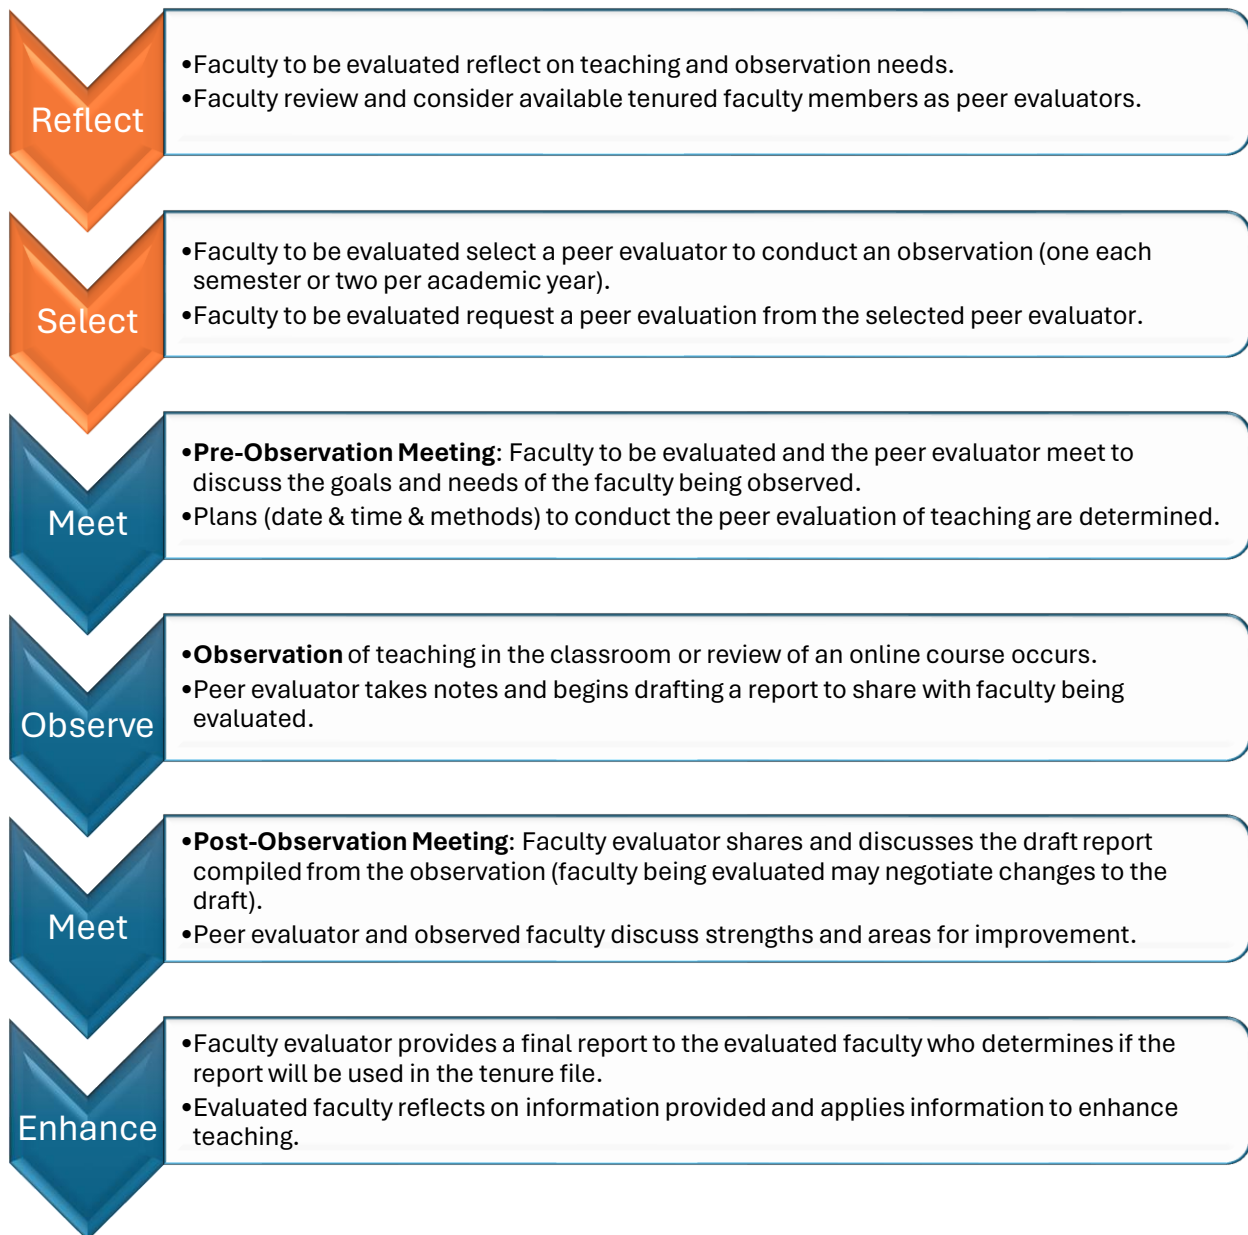 Reflect
•Faculty to be evaluated reflect on teaching and observation needs.
•Faculty review and consider available tenured faculty members as peer evaluators.
Select
•Faculty to be evaluated select a peer evaluator to conduct an observation (one each
semester or two per academic year).
•Faculty to be evaluated request a peer evaluation from the selected peer evaluator.
Meet
•Pre-Observation Meeting: Faculty to be evaluated and the peer evaluator meet to
discuss the goals and needs of the faculty being observed.
•Plans (date & time & methods) to conduct the peer evaluation of teaching are determined.
Observe
•Observation of teaching in the classroom or review of an online course occurs.
•Peer evaluator takes notes and begins drafting a report to share with faculty being
evaluated.
Meet
•Post-Observation Meeting: Faculty evaluator shares and discusses the draft report
compiled from the observation (faculty being evaluated may negotiate changes to the
draft).
•Peer evaluator and observed faculty discuss strengths and areas for improvement.
Enhance
•Faculty evaluator provides a final report to the evaluated faculty who determines if the
report will be used in the tenure file.
•Evaluated faculty reflects on information provided and applies information to enhance
teaching.